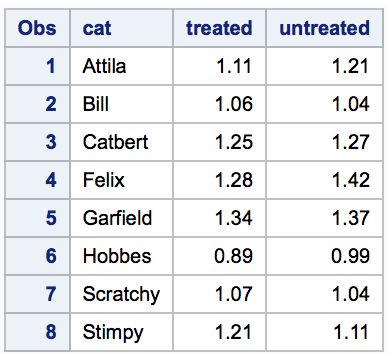 Obs cat treated untreated
1 Attila 1.11 1.21
2 Bill 1.06 1.04
3 Catbert 1.25 1.27
4 Felix 1.28 1.42
5 Garfield 1.34 1.37
6 Hobbes 0.89 0.99
7 Scratchy 1.07 1.04
8 Stimpy 1.21 1.11